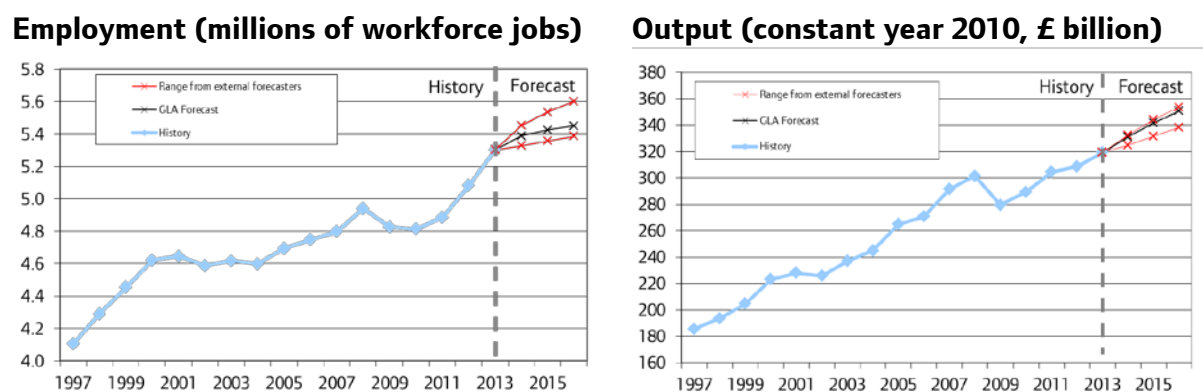 Employment (millions of workforce jobs)
5.8
5.6
5.4
5.2
5.0
4.8
4.6
4.4
4.2
4.0
Range from external forecasters
GLA Forecast
History
History Forecast
1997 1999 2001 2003 2005 2007 2009 2011 2013 2015
Output (constant year 2010, £ billion)
380
360
340
320
300
280
260
240
220
200
180
160
Range from external forecasters
GLA Forecast
History
History Forecast
1997 1999 2001 2003 2005 2007 2009 2011 2013 2015